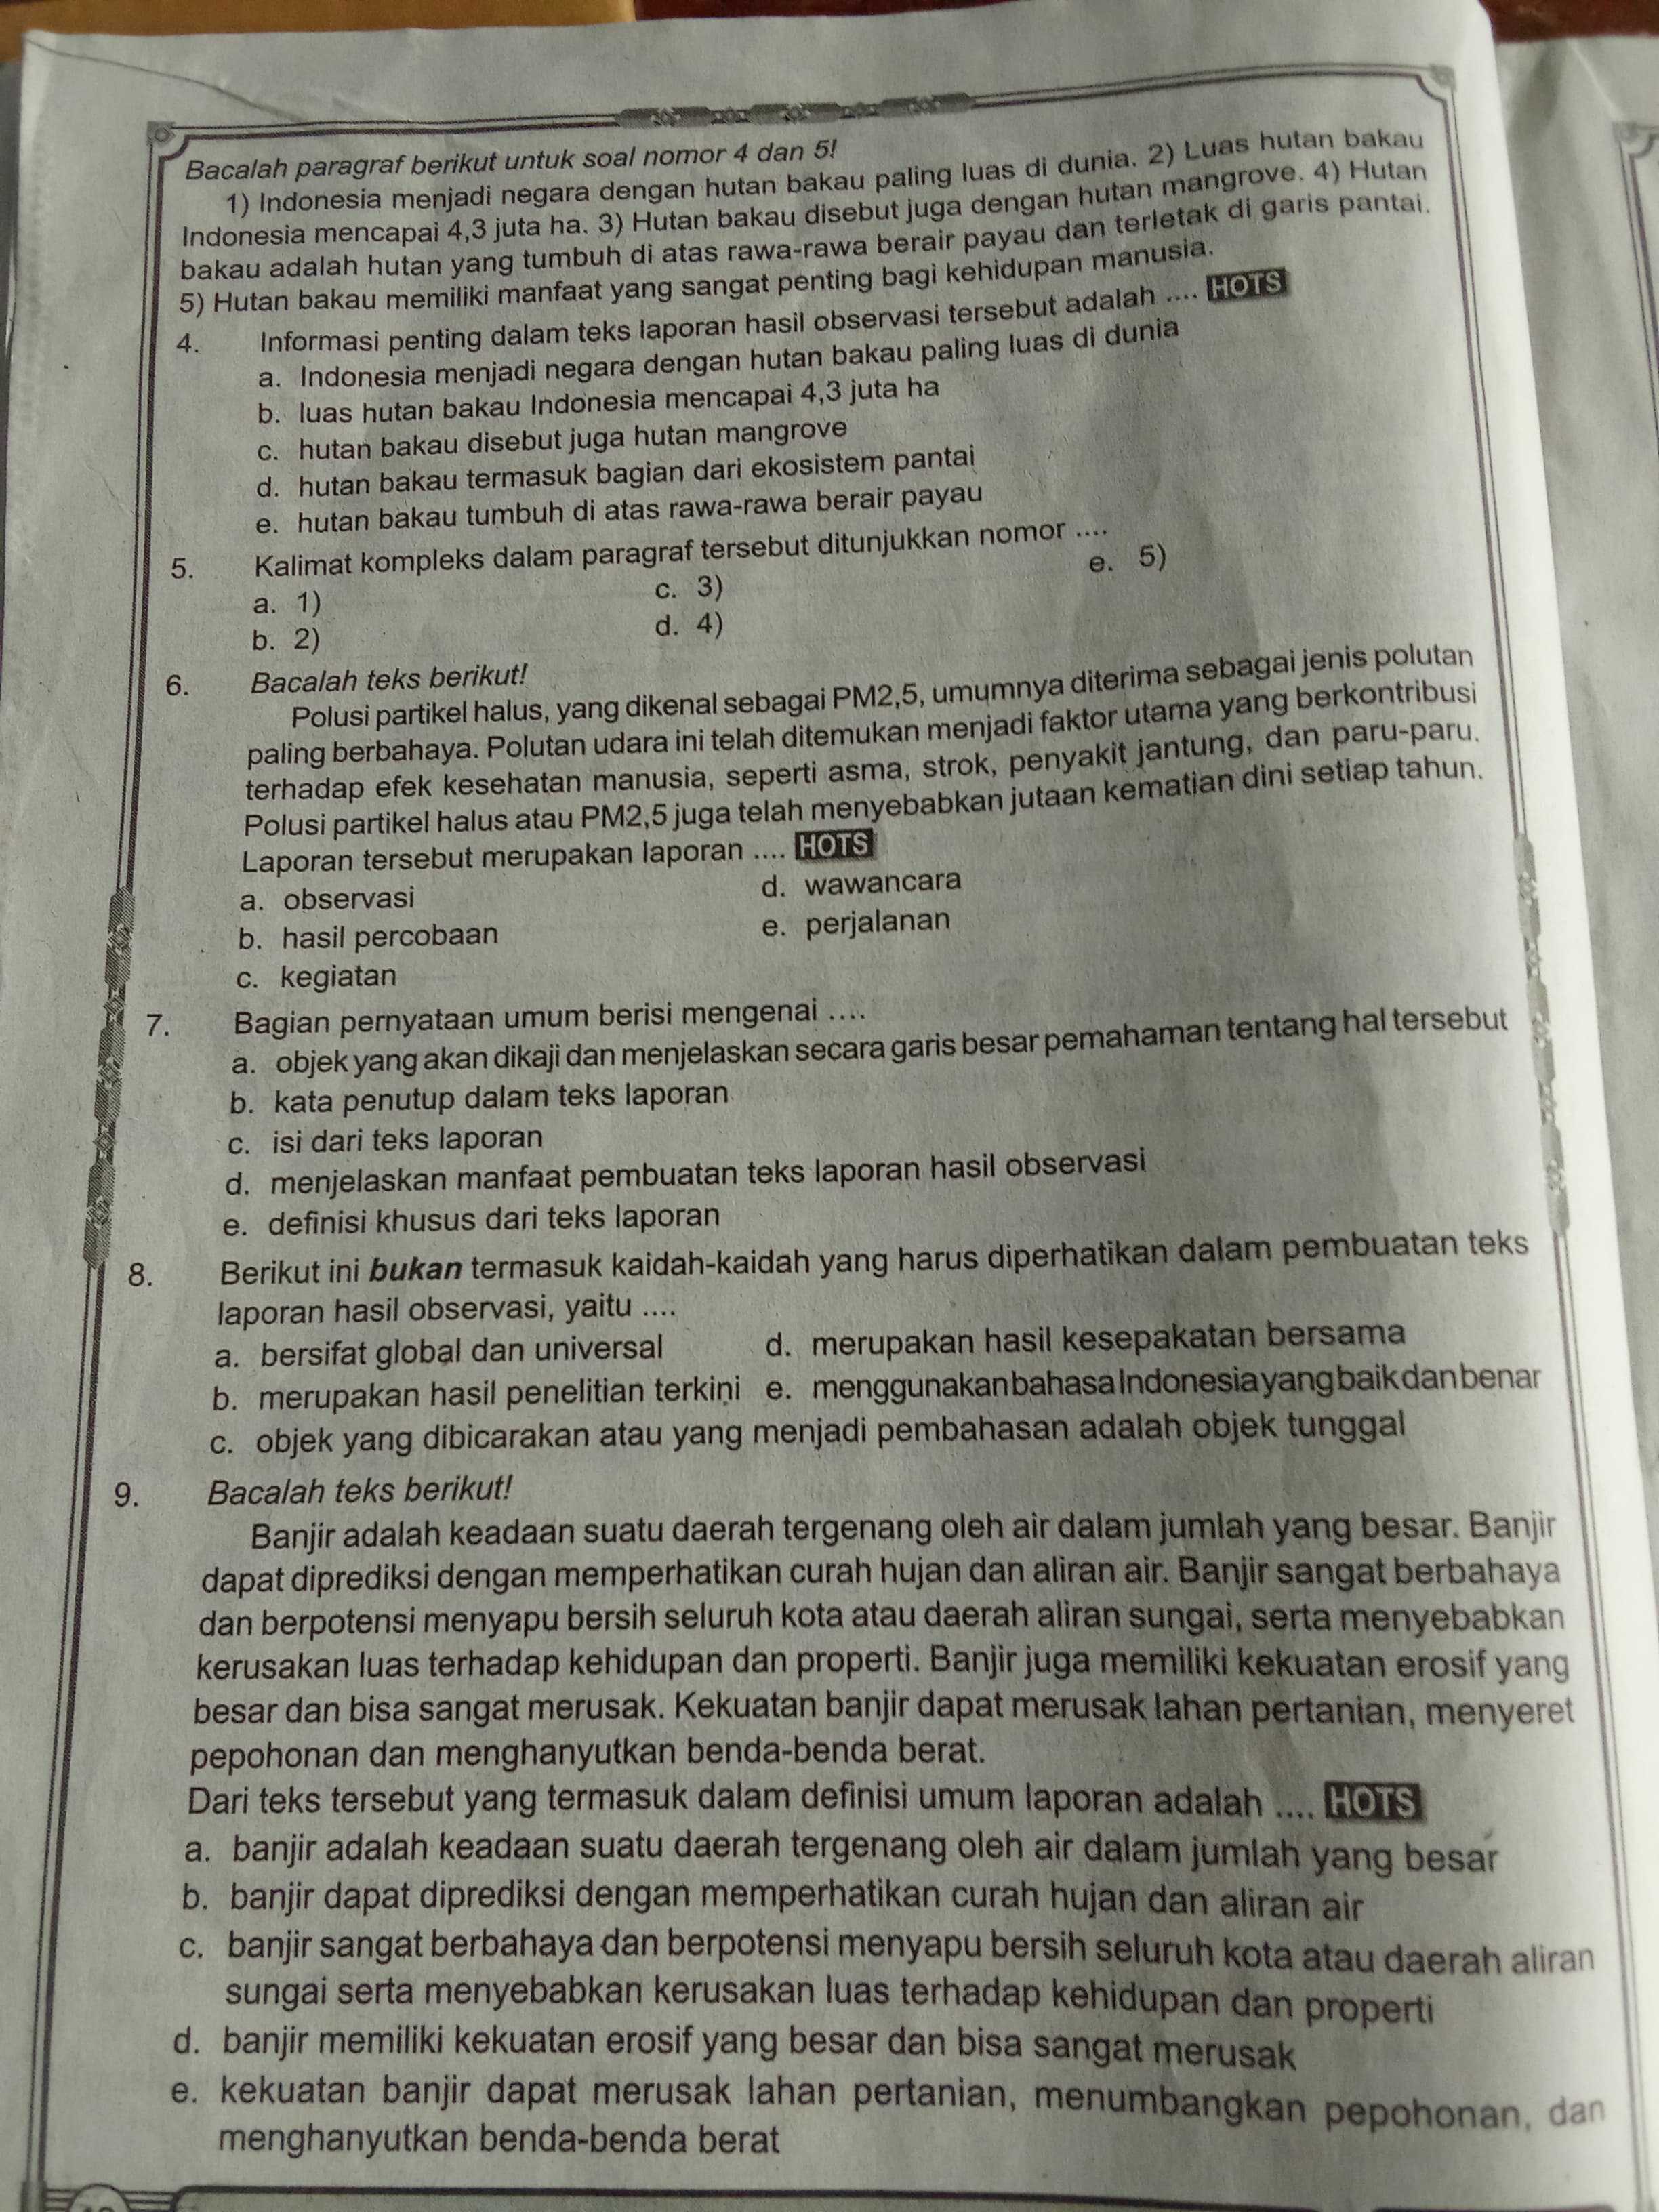 Bacalah paragraf berikut untuk soal nomor 4 dan 5!
1) Indonesia menjadi negara dengan hutan bakau paling luas di dunia. 2) Luas hutan bakau
Indonesia mencapai 4,3 juta ha. 3) Hutan bakau disebut juga dengan hutan mangrove. 4) Hutan
bakau adalah hutan yang tumbuh di atas rawa-rawa berair payau dan terletak di garis pantai.
5) Hutan bakau memiliki manfaat yang sangat penting bagi kehidupan manusia.
4. Informasi penting dalam teks laporan hasil observasi tersebut adalah .... HOTS
a. Indonesia menjadi negara dengan hutan bakau paling luas di dunia
b. luas hutan bakau Indonesia mencapai 4,3 juta ha
c. hutan bakau disebut juga hutan mangrove
d. hutan bakau termasuk bagian dari ekosistem pantai
e. hutan bakau tumbuh di atas rawa-rawa berair payau
5. Kalimat kompleks dalam paragraf tersebut ditunjukkan nomor ....
a. 1) c. 3) e. 5)
b. 2) d. 4)
6. Bacalah teks berikut!
Polusi partikel halus, yang dikenal sebagai PM2,5, umumnya diterima sebagai jenis polutan
paling berbahaya. Polutan udara ini telah ditemukan menjadi faktor utama yang berkontribusi
terhadap efek kesehatan manusia, seperti asma, strok, penyakit jantung, dan paru-paru.
Polusi partikel halus atau PM2,5 juga telah menyebabkan jutaan kematian dini setiap tahun.
Laporan tersebut merupakan laporan .... HOTS
a. observasi d. wawancara
b. hasil percobaan e. perjalanan
c. kegiatan
7. Bagian pernyataan umum berisi mengenai ....
a. objek yang akan dikaji dan menjelaskan secara garis besar pemahaman tentang hal tersebut
b. kata penutup dalam teks laporan
c. isi dari teks laporan
d. menjelaskan manfaat pembuatan teks laporan hasil observasi
e. definisi khusus dari teks laporan
8. Berikut ini bukan termasuk kaidah-kaidah yang harus diperhatikan dalam pembuatan teks
laporan hasil observasi, yaitu ....
a. bersifat global dan universal d. merupakan hasil kesepakatan bersama
b. merupakan hasil penelitian terkini e. menggunakan bahasa Indonesia yang baik dan benar
c. objek yang dibicarakan atau yang menjadi pembahasan adalah objek tunggal
9. Bacalah teks berikut!
Banjir adalah keadaan suatu daerah tergenang oleh air dalam jumlah yang besar. Banjir
dapat diprediksi dengan memperhatikan curah hujan dan aliran air. Banjir sangat berbahaya
dan berpotensi menyapu bersih seluruh kota atau daerah aliran sungai, serta menyebabkan
kerusakan luas terhadap kehidupan dan properti. Banjir juga memiliki kekuatan erosif yang
besar dan bisa sangat merusak. Kekuatan banjir dapat merusak lahan pertanian, menyeret
pepohonan dan menghanyutkan benda-benda berat.
Dari teks tersebut yang termasuk dalam definisi umum laporan adalah .... HOTS
a. banjir adalah keadaan suatu daerah tergenang oleh air dalam jumlah yang besar
b. banjir dapat diprediksi dengan memperhatikan curah hujan dan aliran air
c. banjir sangat berbahaya dan berpotensi menyapu bersih seluruh kota atau daerah aliran
sungai serta menyebabkan kerusakan luas terhadap kehidupan dan properti
d. banjir memiliki kekuatan erosif yang besar dan bisa sangat merusak
e. kekuatan banjir dapat merusak lahan pertanian, menumbangkan pepohonan, dan
menghanyutkan benda-benda berat